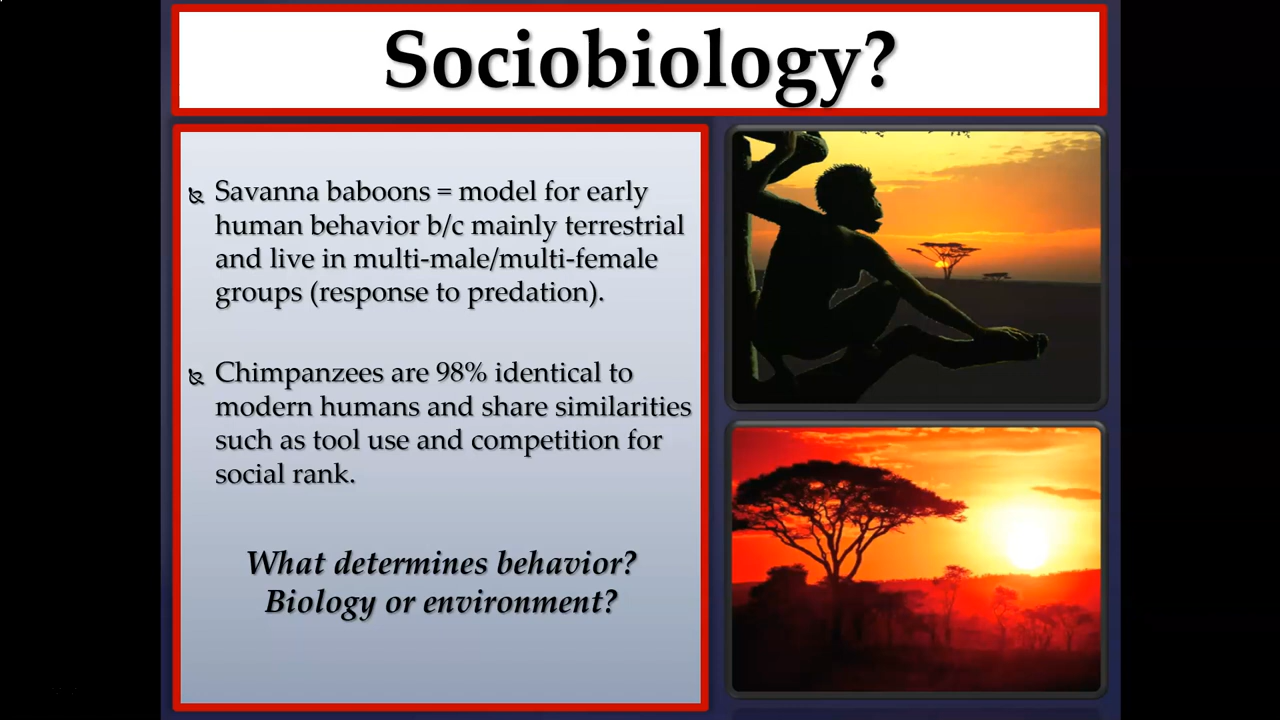 Sociobiology?
Savanna baboons = model for early
human behavior b/c mainly terrestrial
and live in multi-male/multi-female
groups (response to predation).
Chimpanzees are 98% identical to
modern humans and share similarities
such as tool use and competition for
social rank.
What determines behavior?
Biology or environment?